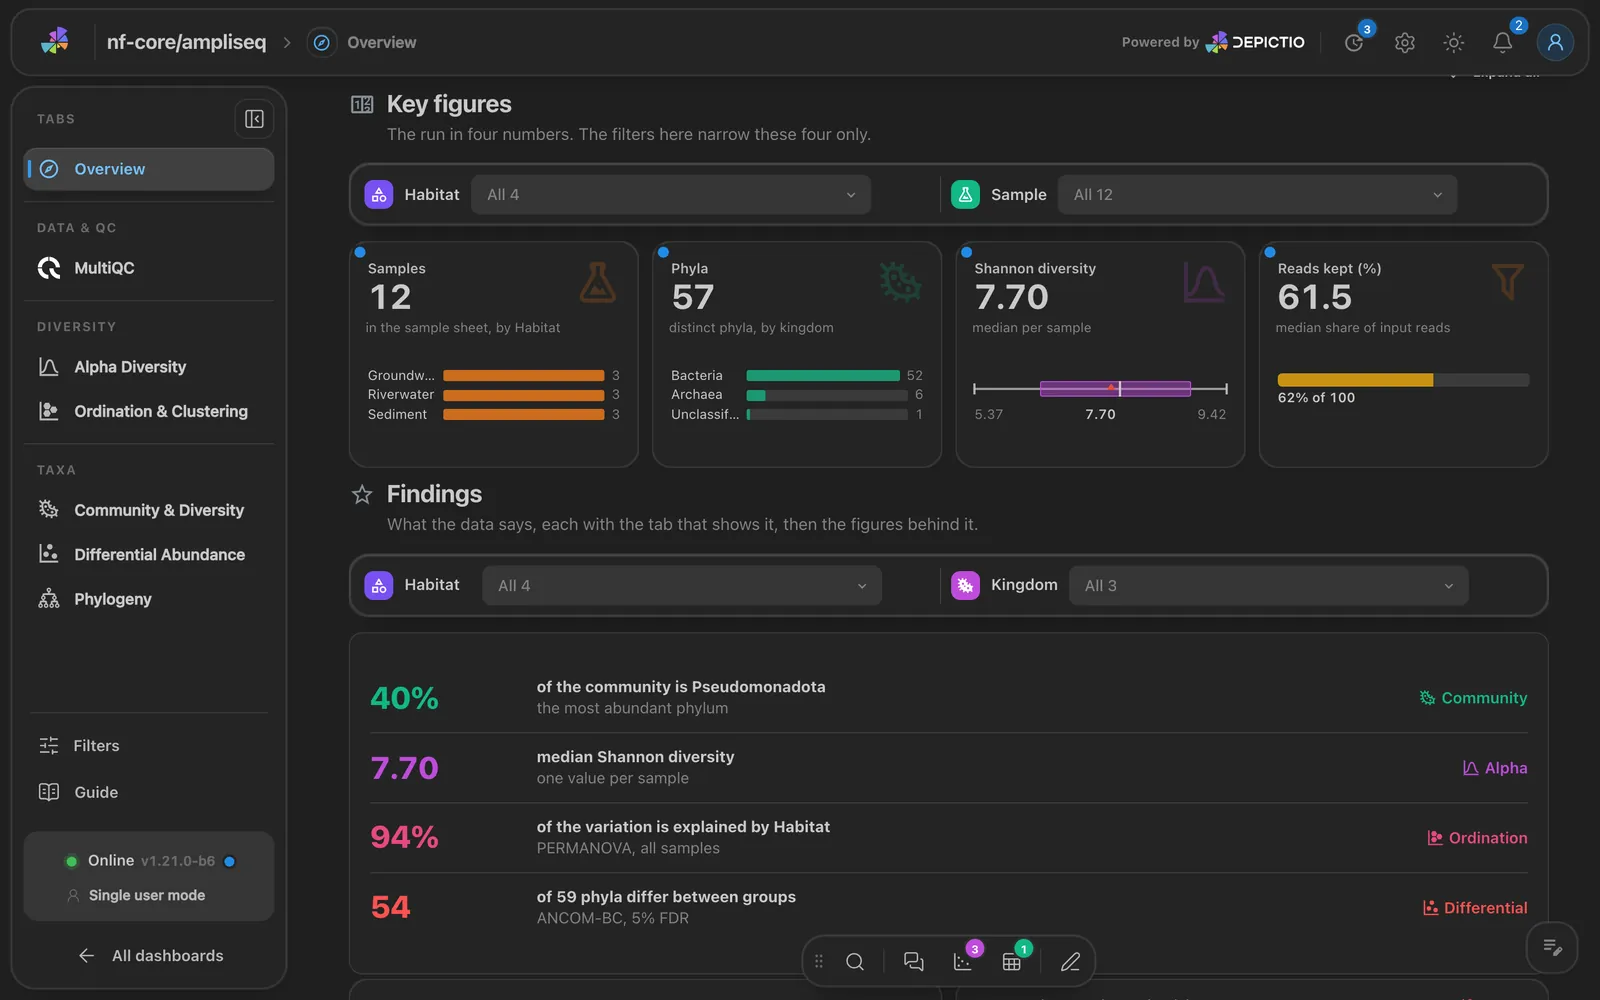 nf-core/ampliseq
Overview
Powered by
DEPICTIO
3
2
TABS
Overview
DATA & QC
MultiQC
DIVERSITY
Alpha Diversity
Ordination & Clustering
TAXA
Community & Diversity
Differential Abundance
Phylogeny
Filters
Guide
Online v1.21.0-b6
Single user mode
All dashboards
Key figures
The run in four numbers. The filters here narrow these four only.
Habitat
All 4
Sample
All 12
Samples
12
in the sample sheet, by Habitat
Groundw... 3
Riverwater 3
Sediment 3
Phyla
57
distinct phyla, by kingdom
Bacteria 52
Archaea 6
Unclassif... 1
Shannon diversity
7.70
median per sample
5.37 7.70 9.42
Reads kept (%)
61.5
median share of input reads
62% of 100
Findings
What the data says, each with the tab that shows it, then the figures behind it.
Habitat
All 4
Kingdom
All 3
40%
of the community is Pseudomonadota
the most abundant phylum
Community
7.70
median Shannon diversity
one value per sample
Alpha
94%
of the variation is explained by Habitat
PERMANOVA, all samples
Ordination
54
of 59 phyla differ between groups
ANCOM-BC, 5% FDR
Differential
3
1